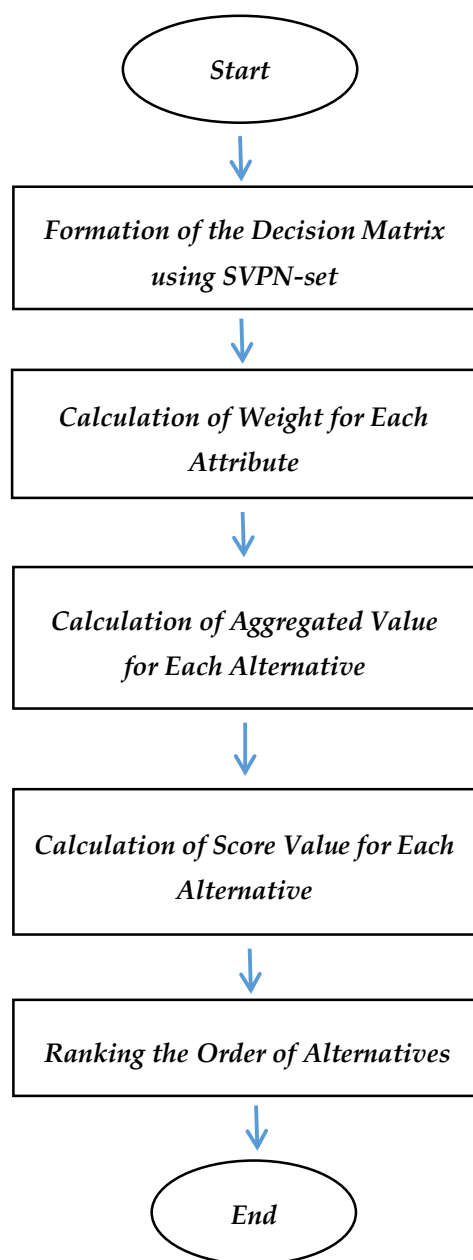 Start
Formation of the Decision Matrix
using SVPN-set
Calculation of Weight for Each
Attribute
Calculation of Aggregated Value
for Each Alternative
Calculation of Score Value for Each
Alternative
Ranking the Order of Alternatives
End